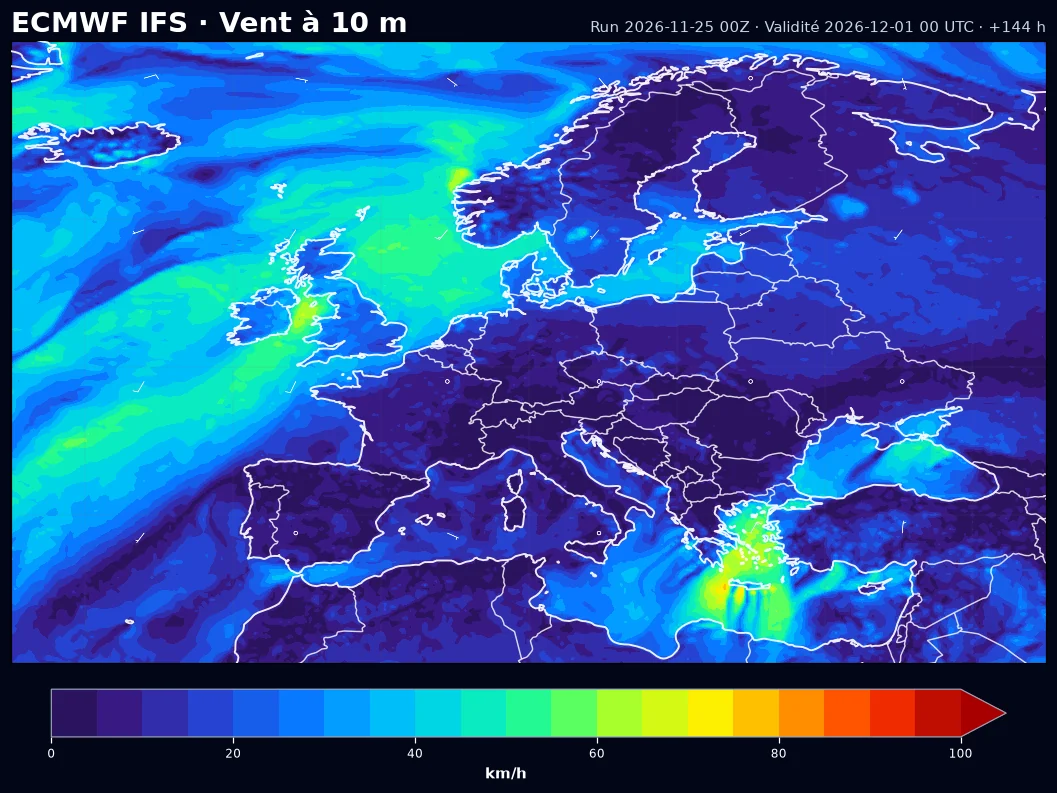 ECMWF IFS · Vent à 10 m
Run 2026-11-25 00Z · Validité 2026-12-01 00 UTC · +144 h
0 20 40 60 80 100
km/h